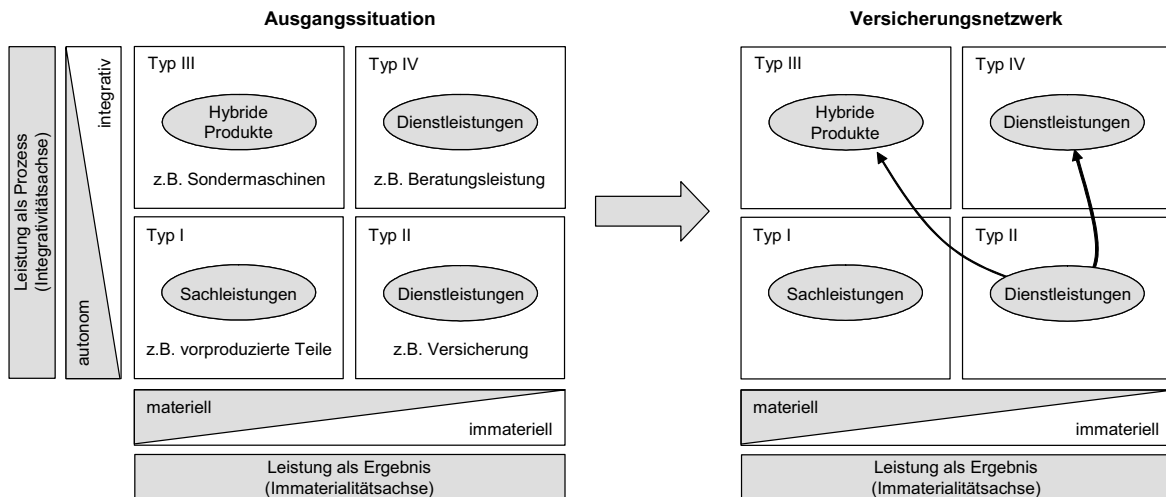 Ausgangssituation
Leistung als Prozess
(Integrativitätsachse)
integrativ
autonom
Typ III
Hybride
Produkte
z.B. Sondermaschinen
Typ IV
Dienstleistungen
z.B. Beratungsleistung
Typ I
Sachleistungen
z.B. vorproduzierte Teile
Typ II
Dienstleistungen
z.B. Versicherung
materiell
immateriell
Leistung als Ergebnis
(Immaterialitätsachse)
Versicherungsnetzwerk
Typ III
Hybride
Produkte
Typ IV
Dienstleistungen
Typ I
Sachleistungen
Typ II
Dienstleistungen
materiell
immateriell
Leistung als Ergebnis
(Immaterialitätsachse)